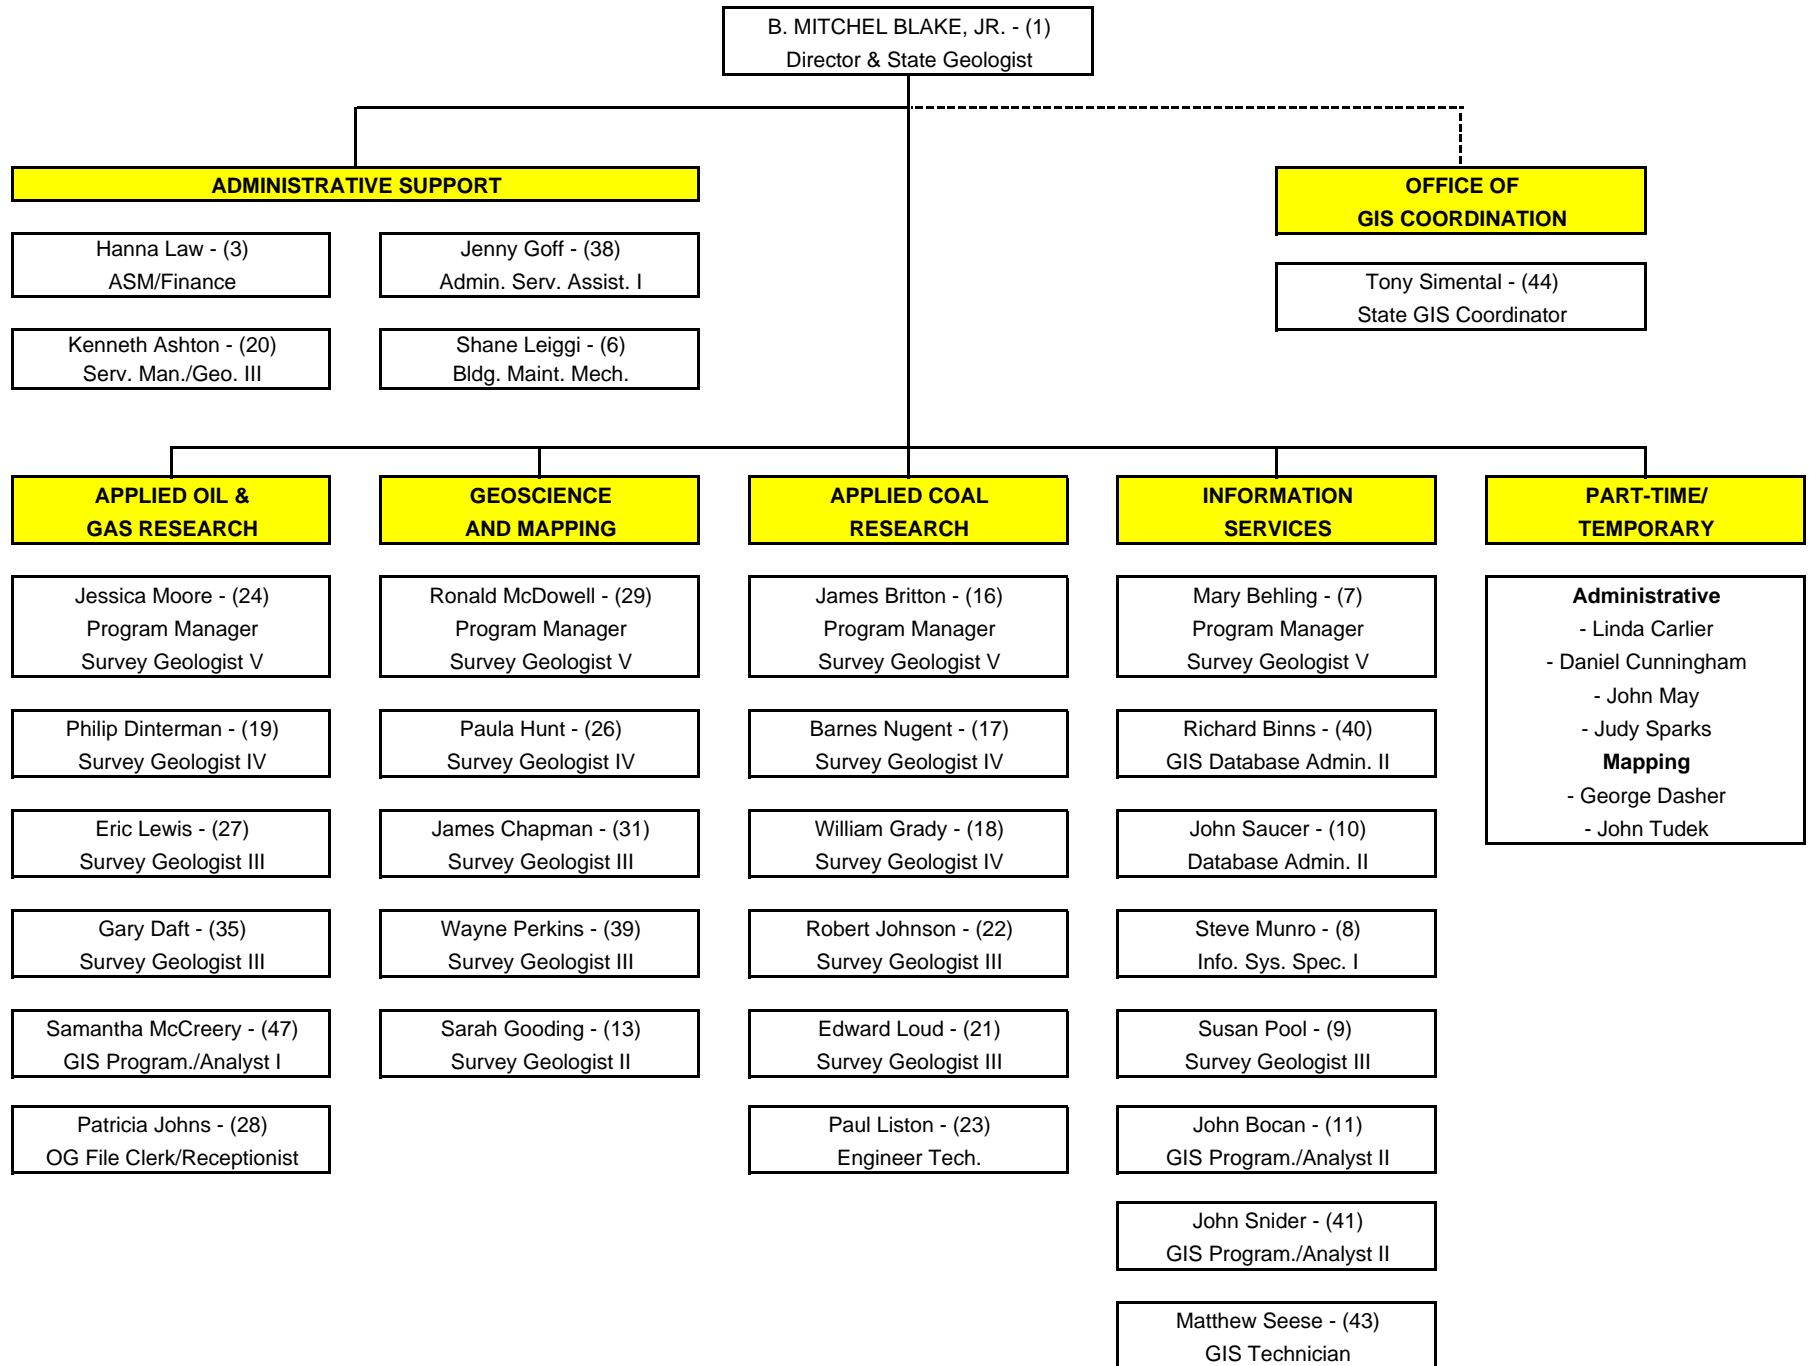 B. MITCHEL BLAKE, JR. - (1)
Director & State Geologist
ADMINISTRATIVE SUPPORT
Hanna Law - (3)
ASM/Finance
Jenny Goff - (38)
Admin. Serv. Assist. I
Kenneth Ashton - (20)
Serv. Man./Geo. III
Shane Leiggi - (6)
Bldg. Maint. Mech.
OFFICE OF
GIS COORDINATION
Tony Simental - (44)
State GIS Coordinator
APPLIED OIL &
GAS RESEARCH
Jessica Moore - (24)
Program Manager
Survey Geologist V
Philip Dinterman - (19)
Survey Geologist IV
Eric Lewis - (27)
Survey Geologist III
Gary Daft - (35)
Survey Geologist III
Samantha McCreery - (47)
GIS Program./Analyst I
Patricia Johns - (28)
OG File Clerk/Receptionist
GEOSCIENCE
AND MAPPING
Ronald McDowell - (29)
Program Manager
Survey Geologist V
Paula Hunt - (26)
Survey Geologist IV
James Chapman - (31)
Survey Geologist III
Wayne Perkins - (39)
Survey Geologist III
Sarah Gooding - (13)
Survey Geologist II
APPLIED COAL
RESEARCH
James Britton - (16)
Program Manager
Survey Geologist V
Barnes Nugent - (17)
Survey Geologist IV
William Grady - (18)
Survey Geologist IV
Robert Johnson - (22)
Survey Geologist III
Edward Loud - (21)
Survey Geologist III
Paul Liston - (23)
Engineer Tech.
INFORMATION
SERVICES
Mary Behling - (7)
Program Manager
Survey Geologist V
Richard Binns - (40)
GIS Database Admin. II
John Saucer - (10)
Database Admin. II
Steve Munro - (8)
Info. Sys. Spec. I
Susan Pool - (9)
Survey Geologist III
John Bocan - (11)
GIS Program./Analyst II
John Snider - (41)
GIS Program./Analyst II
Matthew Seese - (43)
GIS Technician
PART-TIME/
TEMPORARY
Administrative
- Linda Carlier
- Daniel Cunningham
- John May
- Judy Sparks
Mapping
- George Dasher
- John Tudek